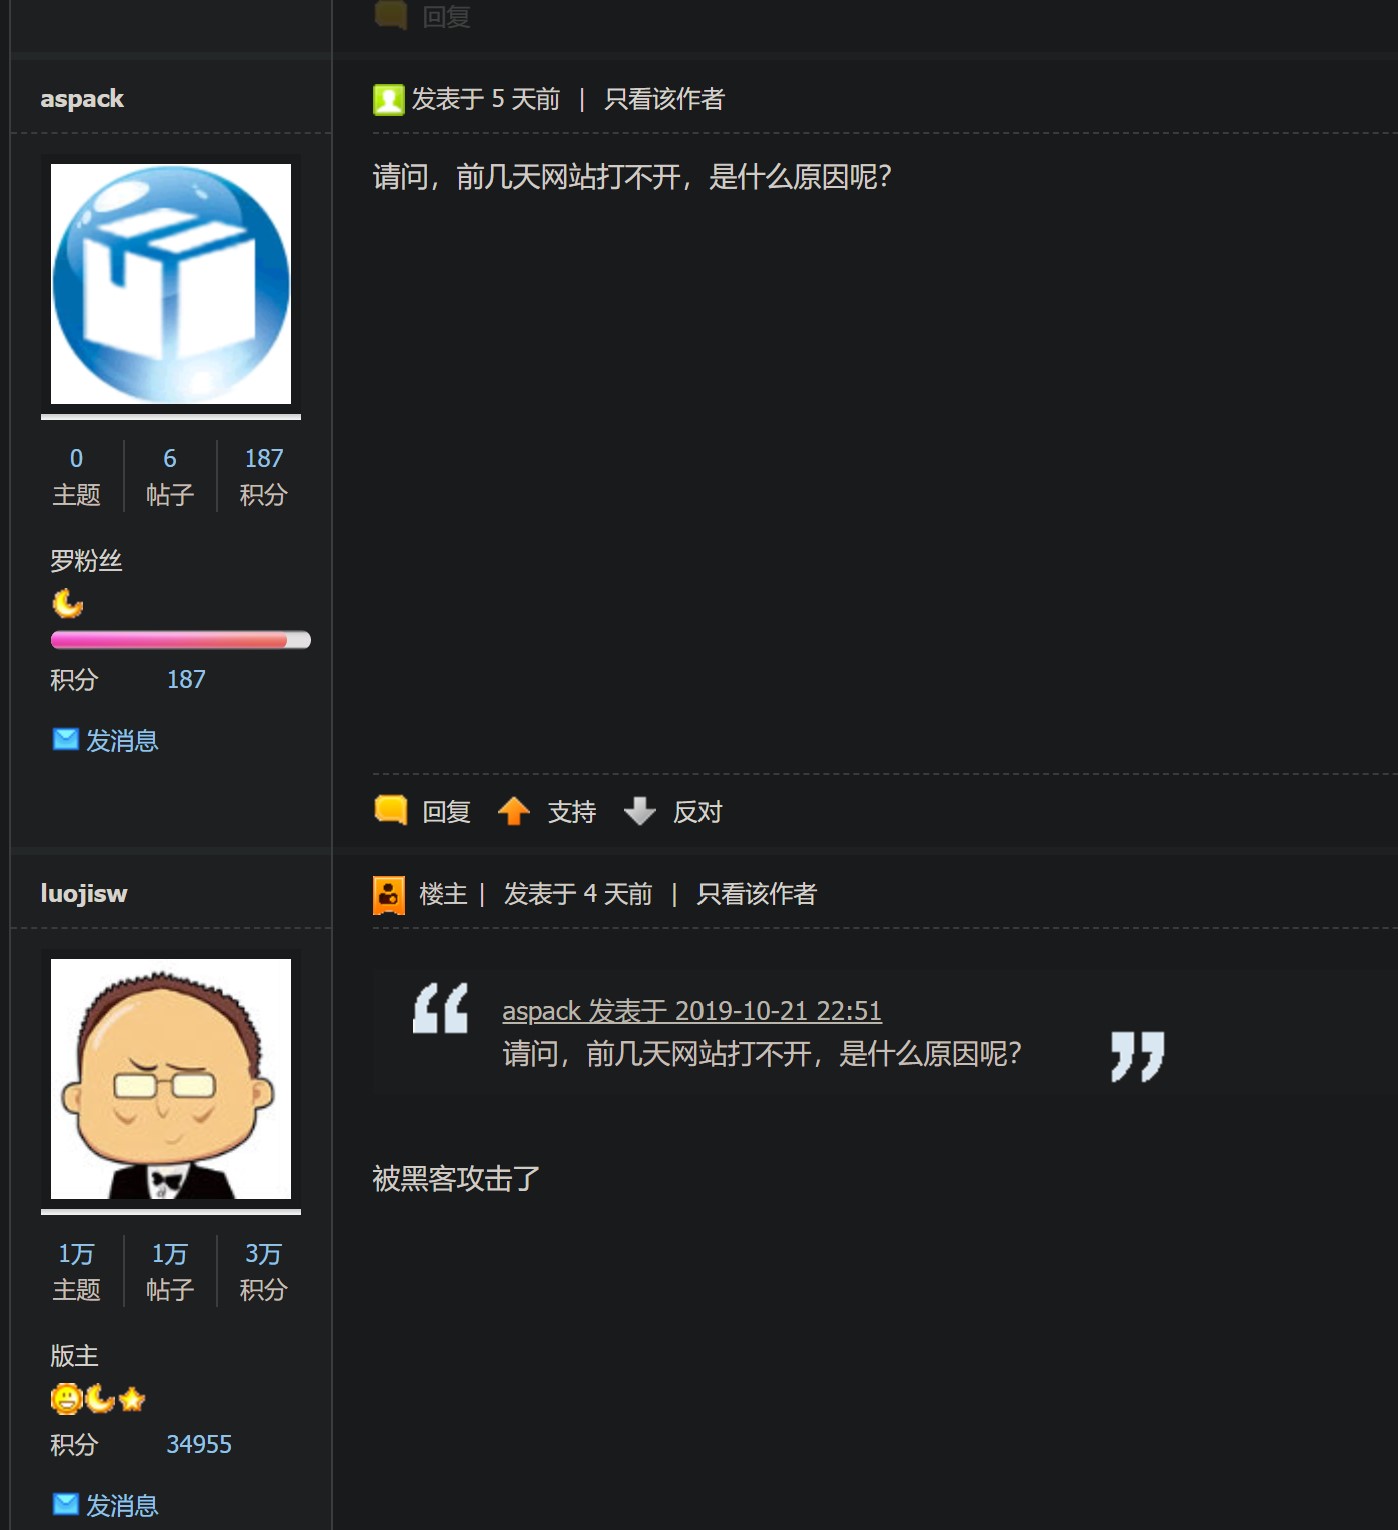 回复
aspack
发表于 5 天前 | 只看该作者
请问，前几天网站打不开，是什么原因呢？
0 6 187
主题 帖子 积分
罗粉丝
积分 187
发消息
回复 支持 反对
luojisw
楼主 | 发表于 4 天前 | 只看该作者
aspack 发表于 2019-10-21 22:51
请问，前几天网站打不开，是什么原因呢？
被黑客攻击了
1万 1万 3万
主题 帖子 积分
版主
积分 34955
发消息